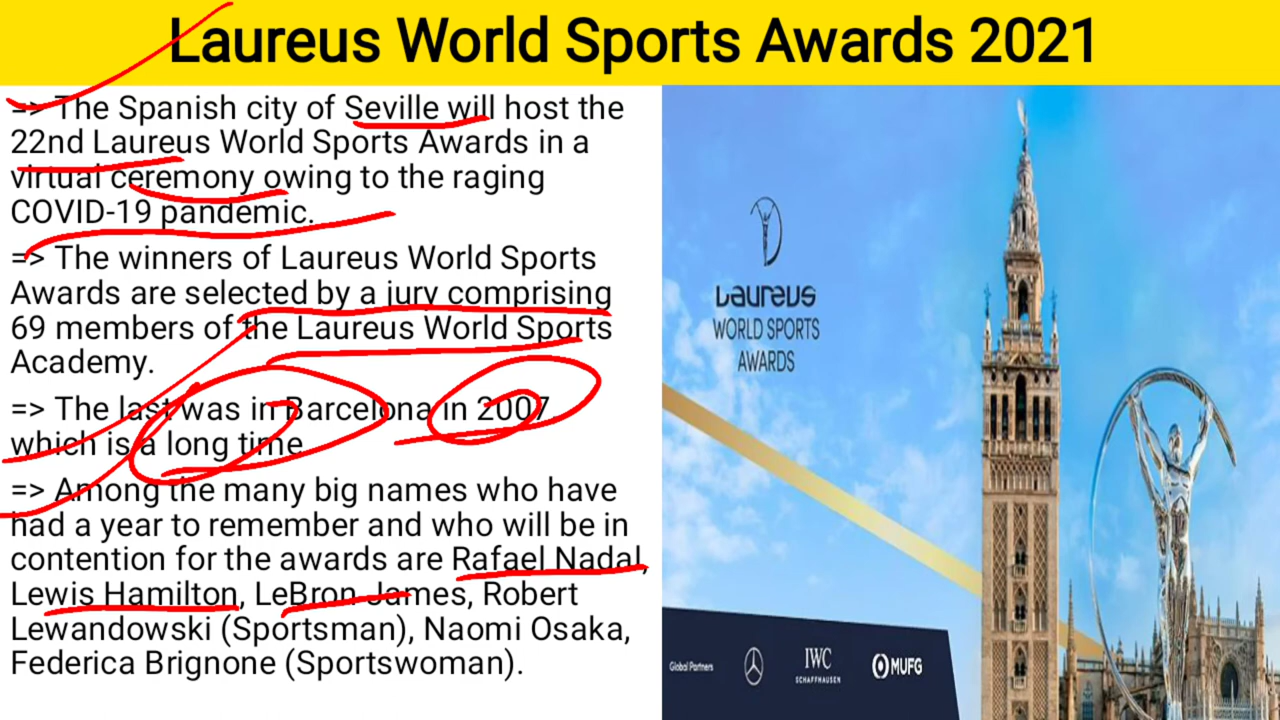 Laureus World Sports Awards 2021
=> The Spanish city of Seville will host the
22nd Laureus World Sports Awards in a
virtual ceremony owing to the raging
COVID-19 pandemic.
=> The winners of Laureus World Sports
Awards are selected by a jury comprising
69 members of the Laureus World Sports
Academy.
=> The last was in Barcelona in 2007
which is a long time
=> Among the many big names who have
had a year to remember and who will be in
contention for the awards are Rafael Nadal,
Lewis Hamilton, LeBron James, Robert
Lewandowski (Sportsman), Naomi Osaka,
Federica Brignone (Sportswoman).
Laureus
WORLD SPORTS
AWARDS
Global Partners
IWC
SCHAFFHAUSEN
MUFG